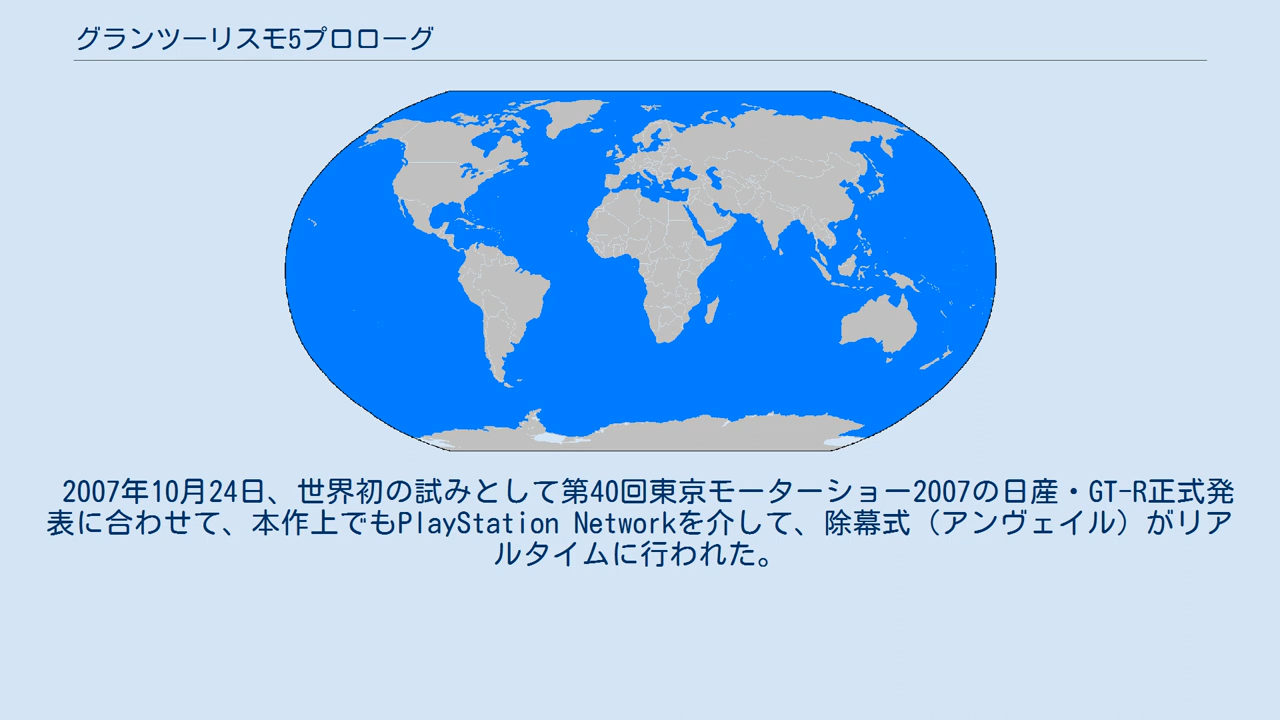 グランツーリスモ5プロローグ
2007年10月24日、世界初の試みとして第40回東京モーターショー2007の日産・GT-R正式発
表に合わせて、本作上でもPlayStation Networkを介して、除幕式（アンヴェイル）がリア
ルタイムに行われた。